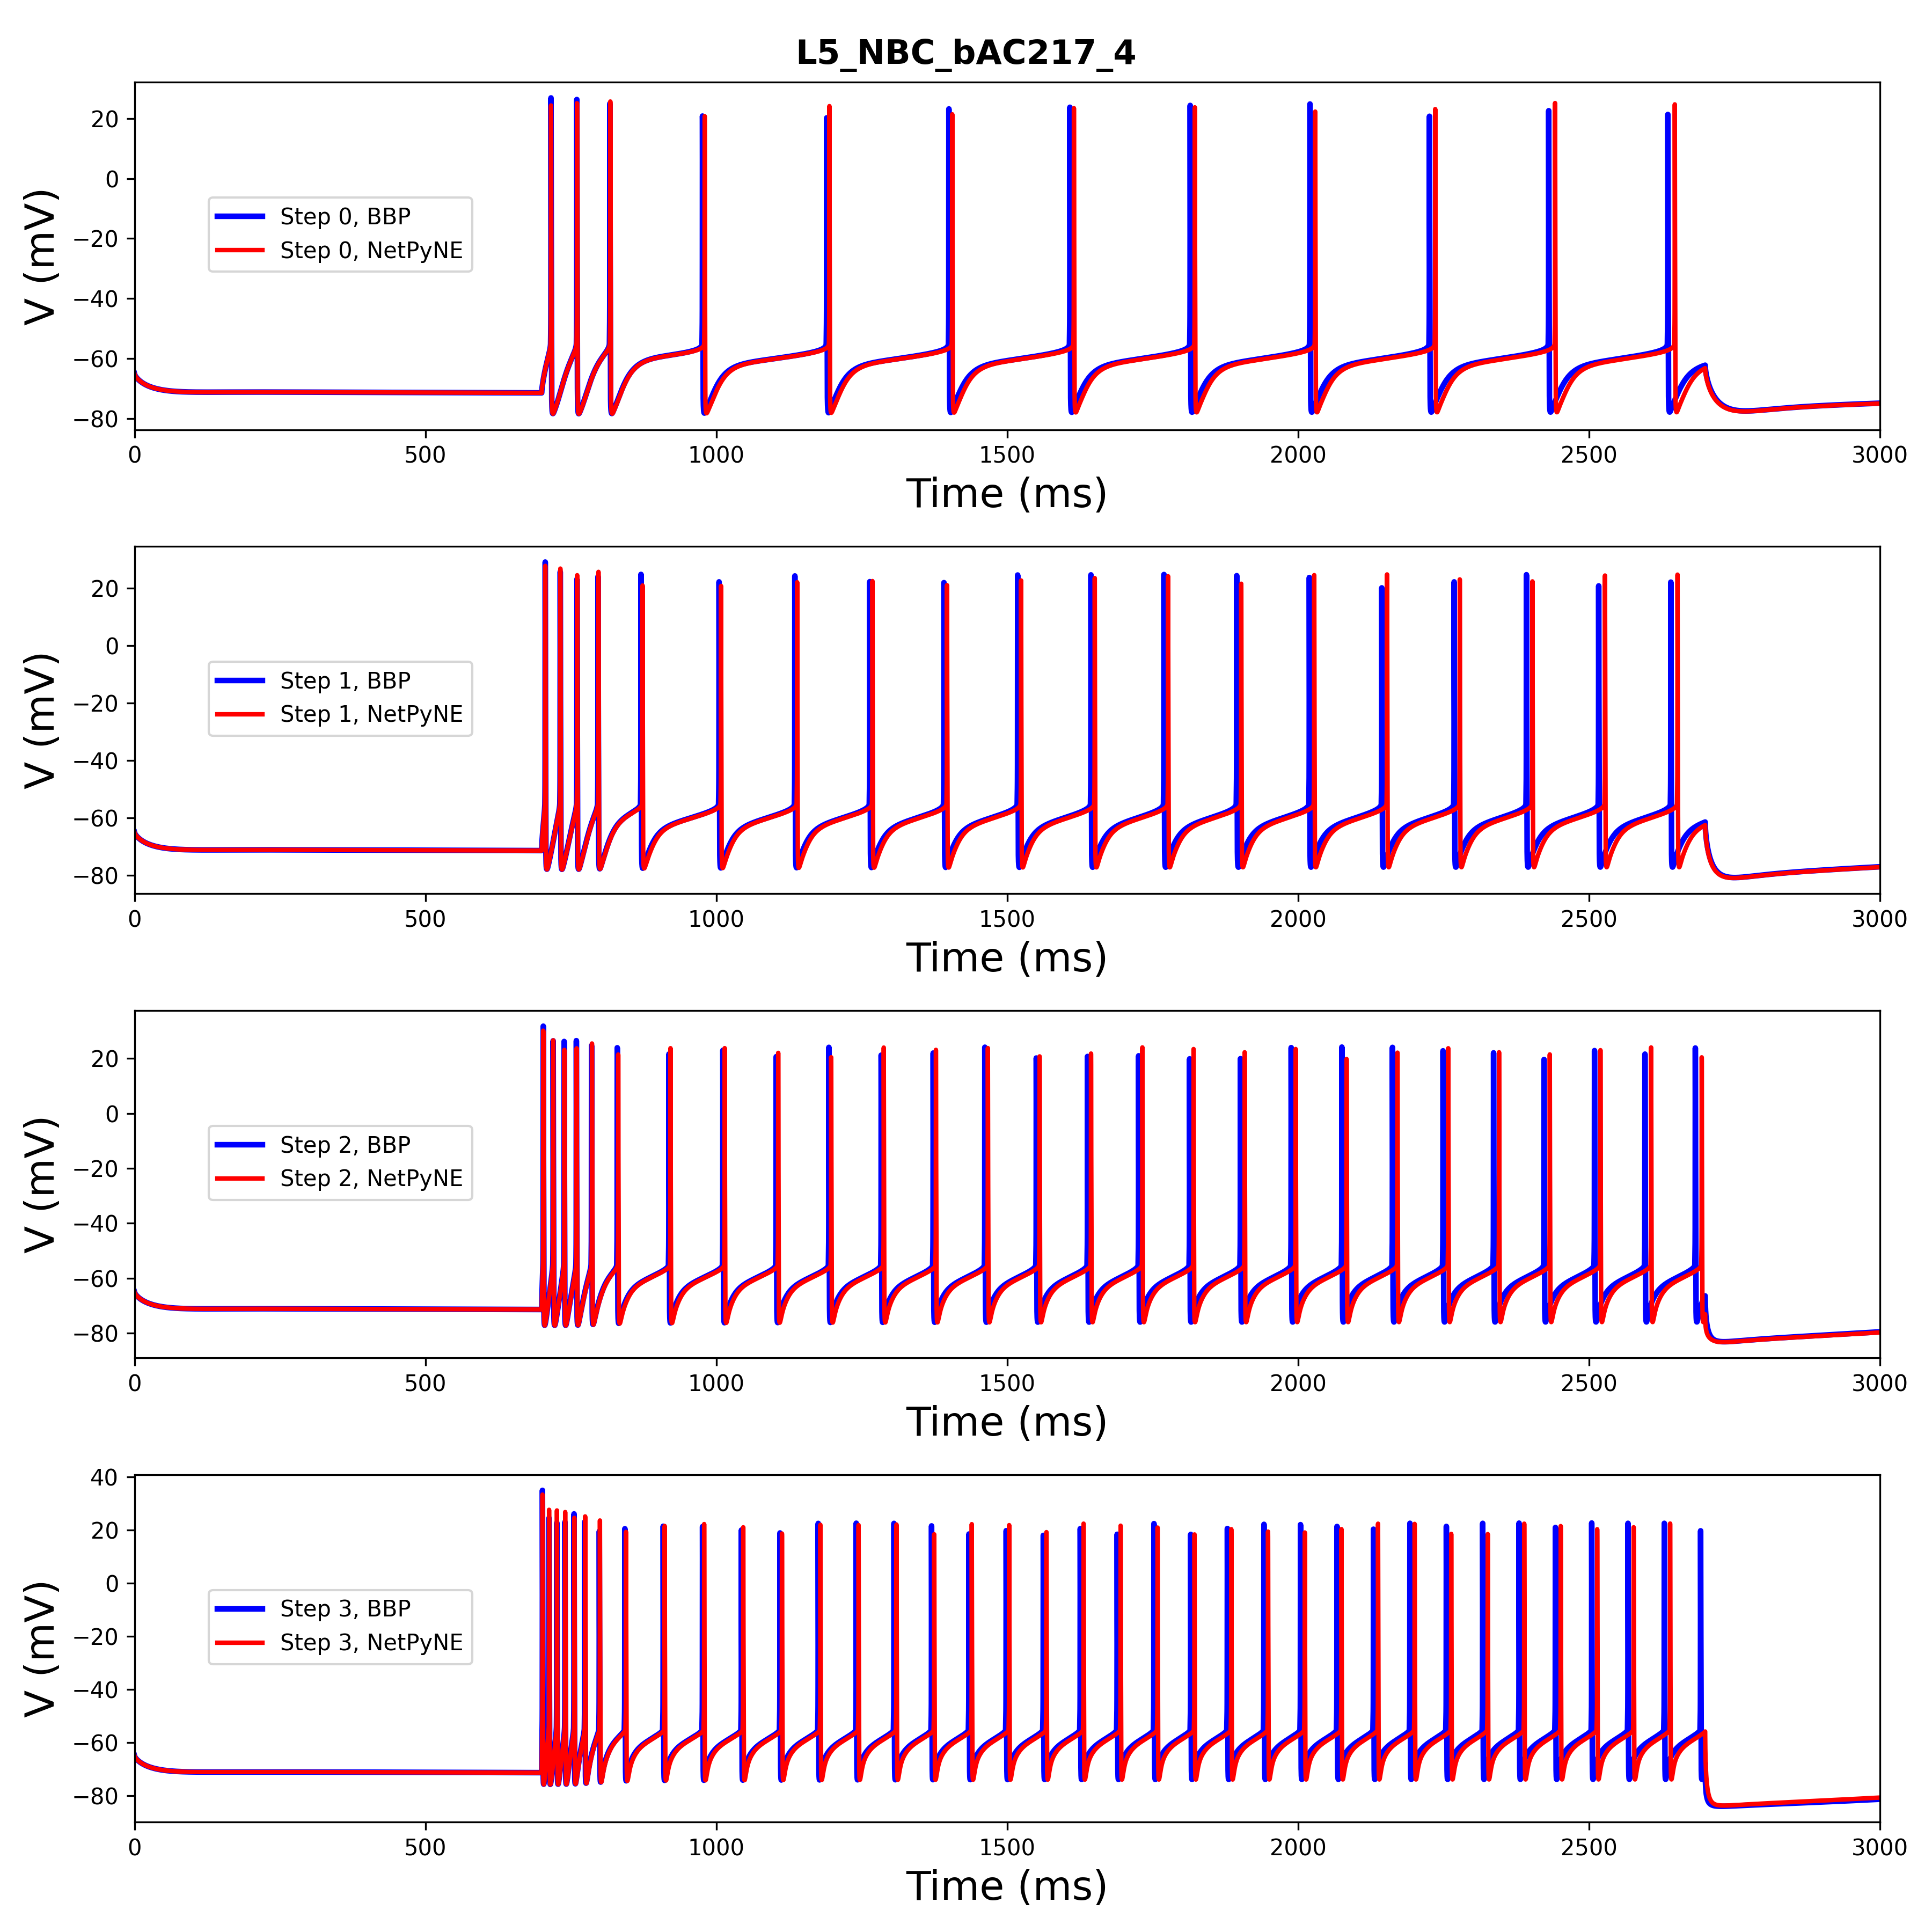 L5_NBC_bAC217_4
20
0
−20
−40
−60
−80
V (mV)
Step 0, BBP
Step 0, NetPyNE
0 500 1000 1500 2000 2500 3000
Time (ms)
20
0
−20
−40
−60
−80
V (mV)
Step 1, BBP
Step 1, NetPyNE
0 500 1000 1500 2000 2500 3000
Time (ms)
20
0
−20
−40
−60
−80
V (mV)
Step 2, BBP
Step 2, NetPyNE
0 500 1000 1500 2000 2500 3000
Time (ms)
40
20
0
−20
−40
−60
−80
V (mV)
Step 3, BBP
Step 3, NetPyNE
0 500 1000 1500 2000 2500 3000
Time (ms)